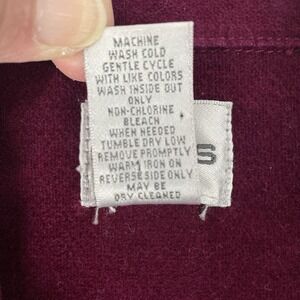 MACHINE
WASH COLD
GENTLE CYCLE
WITH LIKE COLORS
WASH INSIDE OUT
ONLY
NON-CHLORINE
BLEACH
WHEN NEEDED
TUMBLE DRY LOW
REMOVE PROMPTLY
WARM IRON ON
REVERSE SIDE ONLY
MAY BE
DRY CLEANED
S